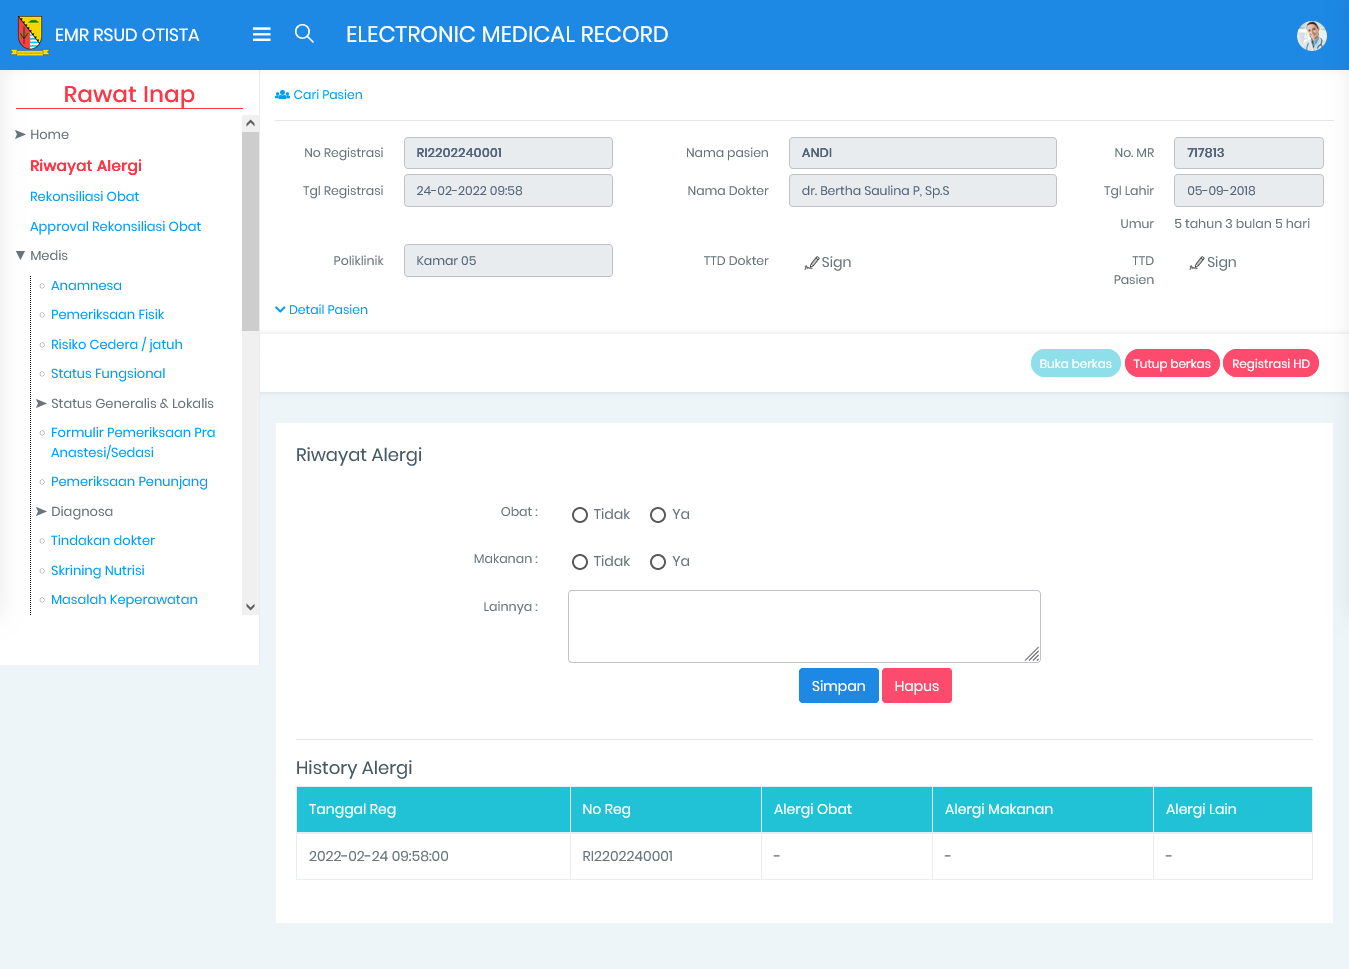 EMR RSUD OTISTA
ELECTRONIC MEDICAL RECORD
Rawat Inap
Home
Riwayat Alergi
Rekonsiliasi Obat
Approval Rekonsiliasi Obat
Medis
Anamnesa
Pemeriksaan Fisik
Risiko Cedera / jatuh
Status Fungsional
Status Generalis & Lokalis
Formulir Pemeriksaan Pra
Anastesi/Sedasi
Pemeriksaan Penunjang
Diagnosa
Tindakan dokter
Skrining Nutrisi
Masalah Keperawatan
Cari Pasien
No Registrasi RI2202240001 Nama pasien ANDI No. MR 717813
Tgl Registrasi 24-02-2022 09:58 Nama Dokter dr. Bertha Saulina P, Sp.S Tgl Lahir 05-09-2018
Umur 5 tahun 3 bulan 5 hari
Poliklinik Kamar 05 TTD Dokter Sign TTD Pasien Sign
Detail Pasien
Buka berkas Tutup berkas Registrasi HD
Riwayat Alergi
Obat : Tidak Ya
Makanan : Tidak Ya
Lainnya :
Simpan Hapus
History Alergi
Tanggal Reg No Reg Alergi Obat Alergi Makanan Alergi Lain
2022-02-24 09:58:00 RI2202240001 - - -